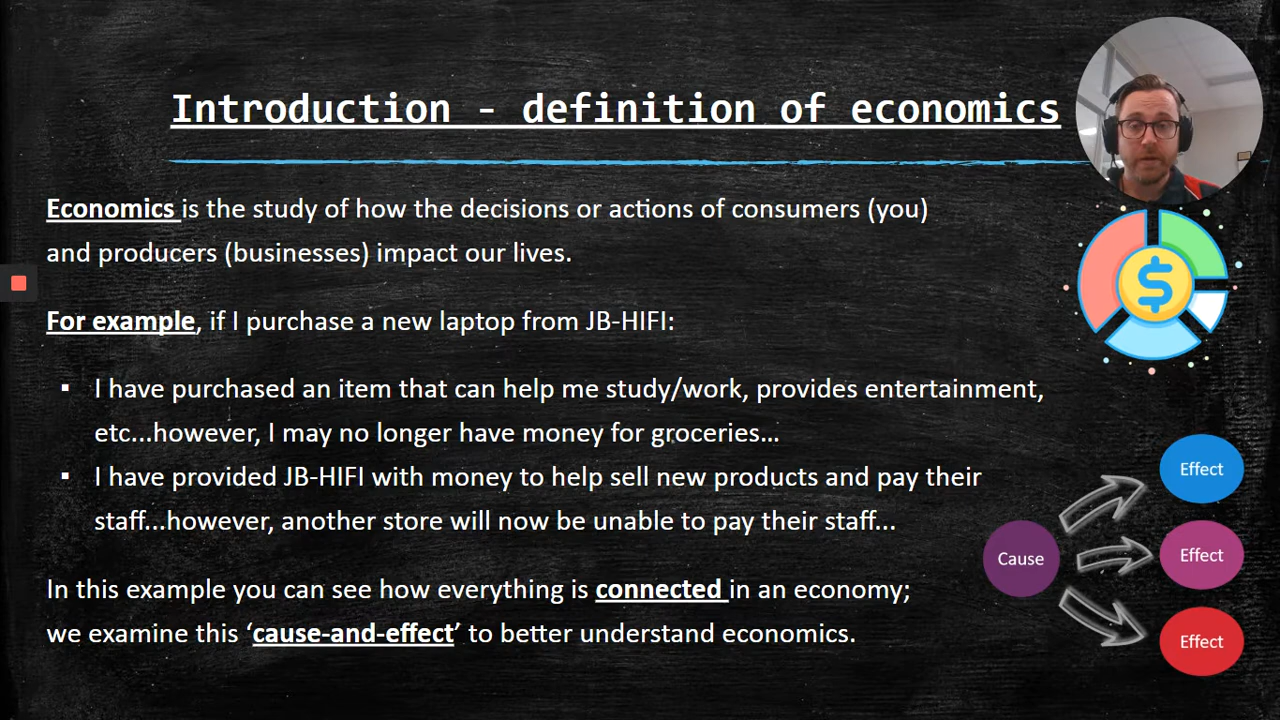 Introduction - definition of economics
Economics is the study of how the decisions or actions of consumers (you)
and producers (businesses) impact our lives.
For example, if I purchase a new laptop from JB-HIFI:
▪ I have purchased an item that can help me study/work, provides entertainment,
etc...however, I may no longer have money for groceries...
▪ I have provided JB-HIFI with money to help sell new products and pay their
staff...however, another store will now be unable to pay their staff...
In this example you can see how everything is connected in an economy;
we examine this ‘cause-and-effect’ to better understand economics.
$
Cause
Effect
Effect
Effect